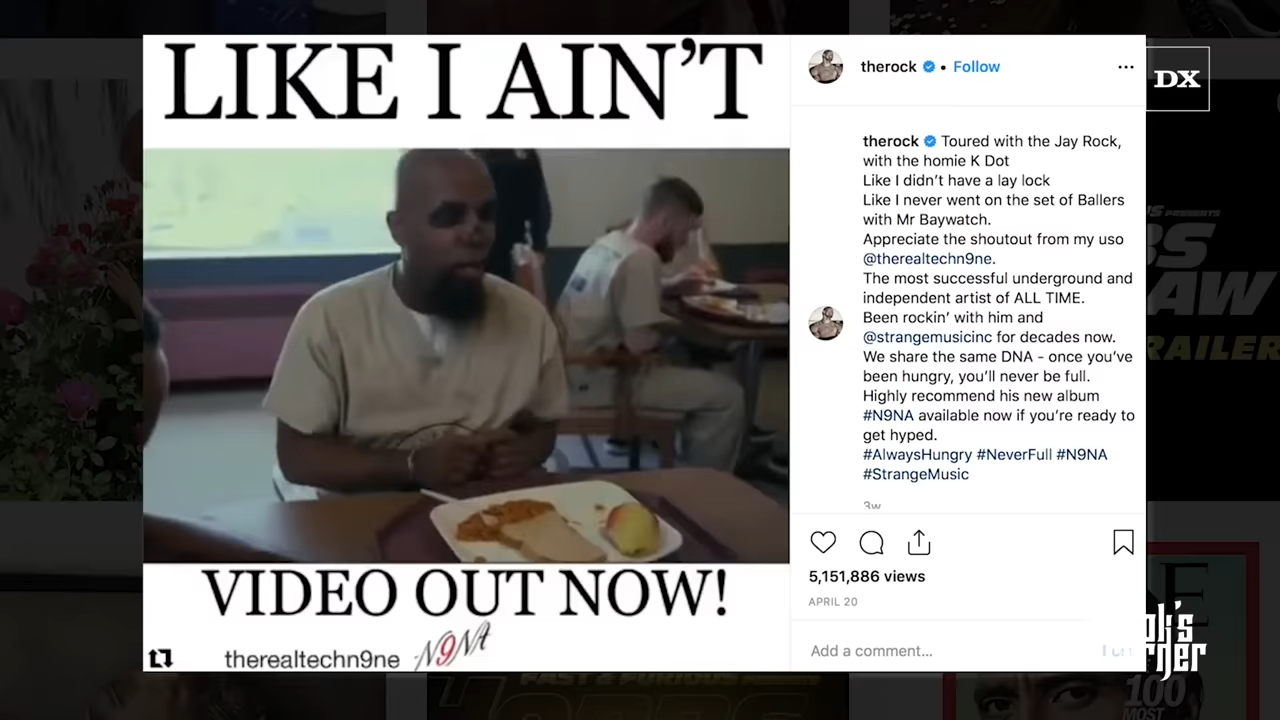 LIKE I AIN'T
therock • Follow
DX
therock Toured with the Jay Rock,
with the homie K Dot
Like I didn't have a lay lock
Like I never went on the set of Ballers
with Mr Baywatch.
Appreciate the shoutout from my uso
@therealtechn9ne.
The most successful underground and
independent artist of ALL TIME.
Been rockin' with him and
@strangemusicinc for decades now.
We share the same DNA - once you've
been hungry, you'll never be full.
Highly recommend his new album
#N9NA available now if you're ready to
get hyped.
#AlwaysHungry #NeverFull #N9NA
#StrangeMusic
3w
5,151,886 views
APRIL 20
Add a comment...
VIDEO OUT NOW!
therealtechn9ne N9NA
FAST & FURIOUS
100
MOST